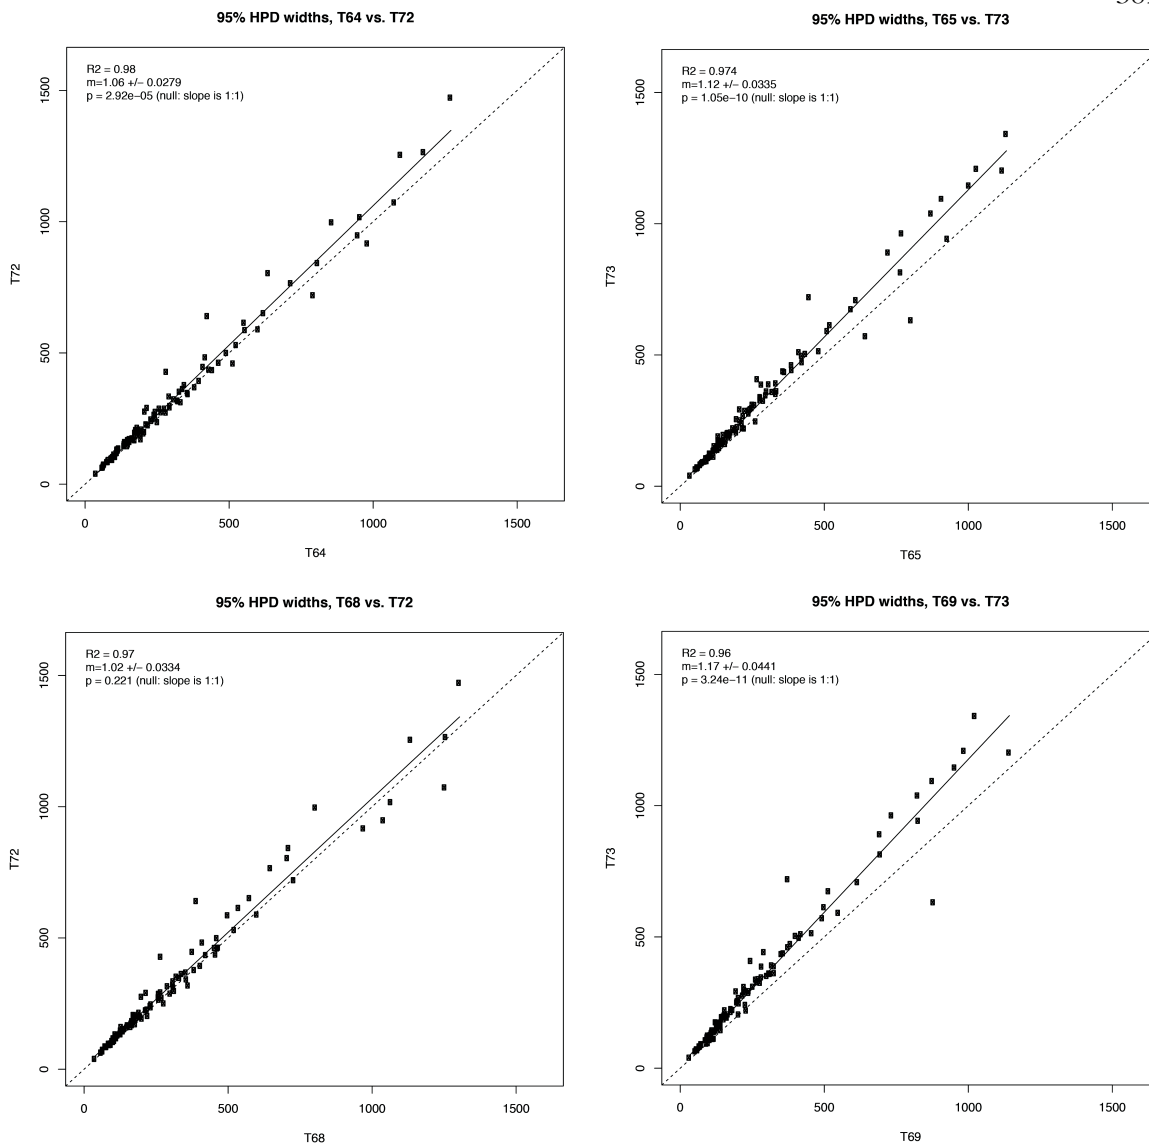 95% HPD widths, T64 vs. T72
R2 = 0.98
m=1.06 +/− 0.0279
p = 2.92e−05 (null: slope is 1:1)
T72
0
500
1000
1500
0
500
1000
1500
T64
95% HPD widths, T65 vs. T73
R2 = 0.974
m=1.12 +/− 0.0335
p = 1.05e−10 (null: slope is 1:1)
T73
0
500
1000
1500
0
500
1000
1500
T65
95% HPD widths, T68 vs. T72
R2 = 0.97
m=1.02 +/− 0.0334
p = 0.221 (null: slope is 1:1)
T72
0
500
1000
1500
0
500
1000
1500
T68
95% HPD widths, T69 vs. T73
R2 = 0.96
m=1.17 +/− 0.0441
p = 3.24e−11 (null: slope is 1:1)
T73
0
500
1000
1500
0
500
1000
1500
T69